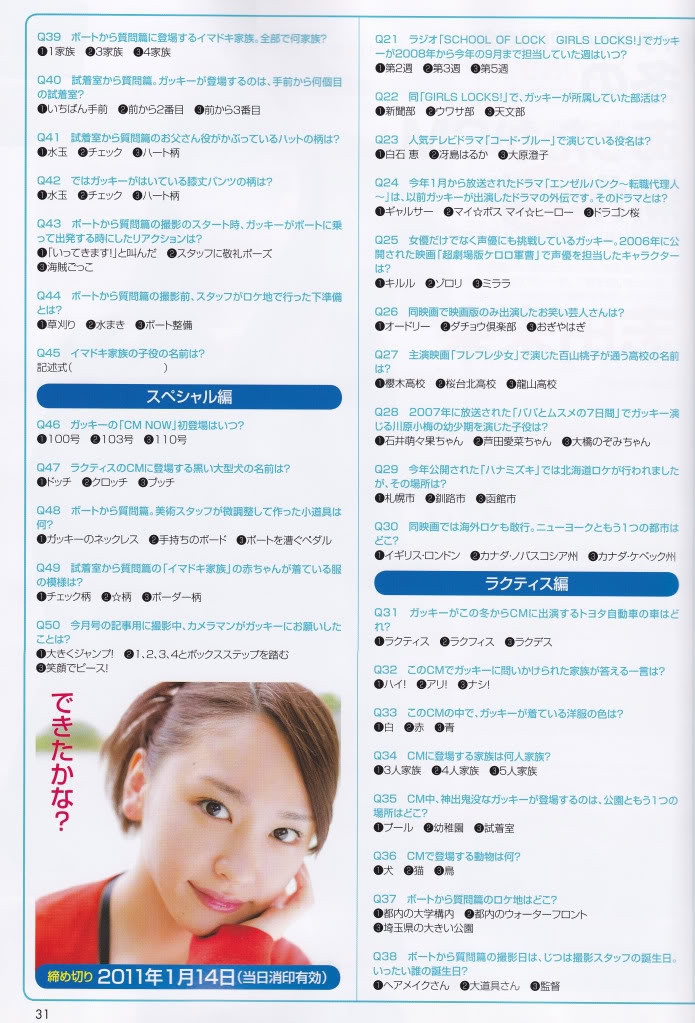 Q39　ボートから質問篇に登場するイマドキ家族。全部で何家族?
❶1家族　❷3家族　❸4家族
Q40　試着室から質問篇。ガッキーが登場するのは、手前から何個目
の試着室?
❶いちばん手前　❷前から2番目　❸前から3番目
Q41　試着室から質問篇のお父さん役がかぶっているハットの柄は?
❶水玉　❷チェック　❸ハート柄
Q42　ではガッキーがはいている膝丈パンツの柄は?
❶水玉　❷チェック　❸ハート柄
Q43　ボートから質問篇の撮影のスタート時、ガッキーがボートに乗
って出発する時にしたリアクションは?
❶「いってきます!」と叫んだ　❷スタッフに敬礼ポーズ
❸海賊ごっこ
Q44　ボートから質問篇の撮影前、スタッフがロケ地で行った下準備
とは?
❶草刈り　❷水まき　❸ボート整備
Q45　イマドキ家族の子役の名前は?
記述式(　　　　　　　)
スペシャル編
Q46　ガッキーの「CM NOW」初登場はいつ?
❶100号　❷103号　❸110号
Q47　ラクティスのCMに登場する黒い大型犬の名前は?
❶ドッチ　❷クロッチ　❸ブッチ
Q48　ボートから質問篇。美術スタッフが微調整して作った小道具は
何?
❶ガッキーのネックレス　❷手持ちのボード　❸ボートを漕ぐペダル
Q49　試着室から質問篇の「イマドキ家族」の赤ちゃんが着ている服
の模様は?
❶チェック柄　❷☆柄　❸ボーダー柄
Q50　今月号の記事用に撮影中、カメラマンがガッキーにお願いした
ことは?
❶大きくジャンプ!　❷1、2、3、4とボックスステップを踏む
❸笑顔でピース!
できたかな?
締め切り 2011年1月14日(当日消印有効)
31
Q21　ラジオ「SCHOOL OF LOCK　GIRLS LOCKS!」でガッキ
ーが2008年から今年の9月まで担当していた週はいつ?
❶第2週　❷第3週　❸第5週
Q22　同「GIRLS LOCKS!」で、ガッキーが所属していた部活は?
❶新聞部　❷ウワサ部　❸天文部
Q23　人気テレビドラマ「コード・ブルー」で演じている役名は?
❶白石 恵　❷冴島はるか　❸大原澄子
Q24　今年1月から放送されたドラマ「エンゼルバンク〜転職代理人
〜」は、以前ガッキーが出演したドラマの外伝です。そのドラマとは?
❶ギャルサー　❷マイ☆ボス マイ☆ヒーロー　❸ドラゴン桜
Q25　女優だけでなく声優にも挑戦しているガッキー。2006年に公
開された映画「超劇場版ケロロ軍曹」で声優を担当したキャラクター
は?
❶キルル　❷ゾロリ　❸ミララ
Q26　同映画で映画版のみ出演したお笑い芸人さんは?
❶オードリー　❷ダチョウ倶楽部　❸おぎやはぎ
Q27　主演映画「フレフレ少女」で演じた百山桃子が通う高校の名前
は?
❶櫻木高校　❷桜台北高校　❸龍山高校
Q28　2007年に放送された「パパとムスメの7日間」でガッキー演
じる川原小梅の幼少期を演じた子役は?
❶石井萌々果ちゃん　❷芦田愛菜ちゃん　❸大橋のぞみちゃん
Q29　今年公開された「ハナミズキ」では北海道ロケが行われました
が、その場所は?
❶札幌市　❷釧路市　❸函館市
Q30　同映画では海外ロケも敢行。ニューヨークともう1つの都市は
どこ?
❶イギリス・ロンドン　❷カナダ・ノバスコシア州　❸カナダ・ケベック州
ラクティス編
Q31　ガッキーがこの冬からCMに出演するトヨタ自動車の車はど
れ?
❶ラクティス　❷ラクフィス　❸ラクデス
Q32　このCMでガッキーに問いかけられた家族が答える一言は?
❶ハイ!　❷アリ!　❸ナシ!
Q33　このCMの中で、ガッキーが着ている洋服の色は?
❶白　❷赤　❸青
Q34　CMに登場する家族は何人家族?
❶3人家族　❷4人家族　❸5人家族
Q35　CM中、神出鬼没なガッキーが登場するのは、公園ともう1つの
場所はどこ?
❶プール　❷幼稚園　❸試着室
Q36　CMで登場する動物は何?
❶犬　❷猫　❸鳥
Q37　ボートから質問篇のロケ地はどこ?
❶都内の大学構内　❷都内のウォーターフロント
❸埼玉県の大きい公園
Q38　ボートから質問篇の撮影日は、じつは撮影スタッフの誕生日。
いったい誰の誕生日?
❶ヘアメイクさん　❷大道具さん　❸監督